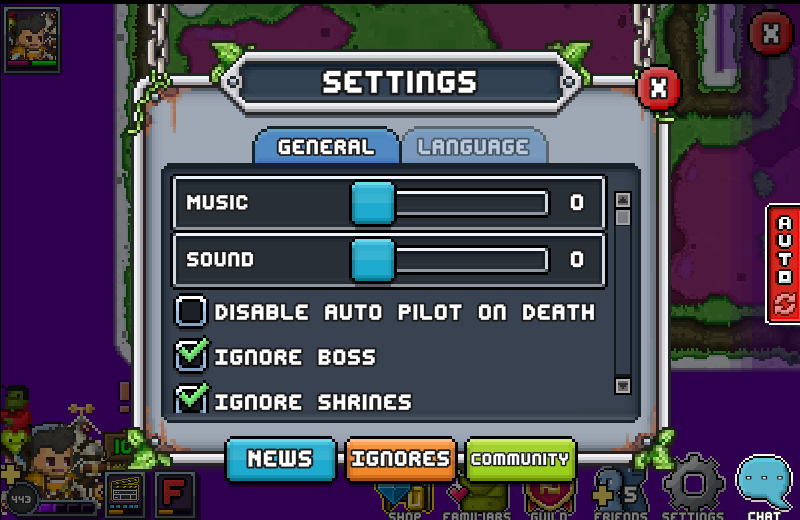 SETTINGS
X
X
GENERAL
LANGUAGE
MUSIC
0
SOUND
0
AUTO
DISABLE AUTO PILOT ON DEATH
IGNORE BOSS
IGNORE SHRINES
NEWS
IGNORES
COMMUNITY
443
F
5
SHOP
FAMILIARS
GUILD
FRIENDS
SETTINGS
CHAT